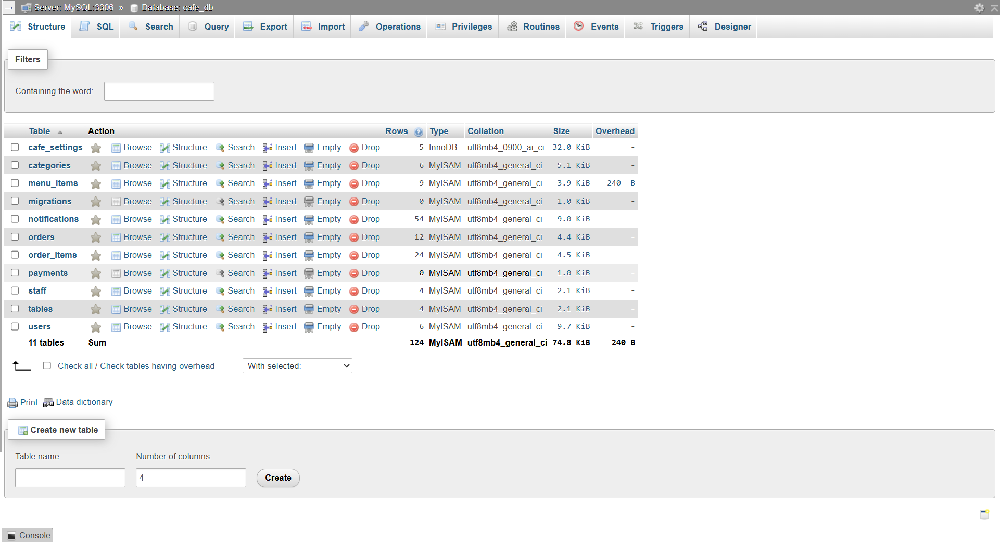 Server: MySQL:3306 » Database: cafe_db
Structure SQL Search Query Export Import Operations Privileges Routines Events Triggers Designer
Filters
Containing the word:
Table Action Rows Type Collation Size Overhead
cafe_settings Browse Structure Search Insert Empty Drop 5 InnoDB utf8mb4_0900_ai_ci 32.0 KiB -
categories Browse Structure Search Insert Empty Drop 6 MyISAM utf8mb4_general_ci 5.1 KiB -
menu_items Browse Structure Search Insert Empty Drop 9 MyISAM utf8mb4_general_ci 3.9 KiB 240 B
migrations Browse Structure Search Insert Empty Drop 0 MyISAM utf8mb4_general_ci 1.0 KiB -
notifications Browse Structure Search Insert Empty Drop 54 MyISAM utf8mb4_general_ci 9.0 KiB -
orders Browse Structure Search Insert Empty Drop 12 MyISAM utf8mb4_general_ci 4.4 KiB -
order_items Browse Structure Search Insert Empty Drop 24 MyISAM utf8mb4_general_ci 4.5 KiB -
payments Browse Structure Search Insert Empty Drop 0 MyISAM utf8mb4_general_ci 1.0 KiB -
staff Browse Structure Search Insert Empty Drop 4 MyISAM utf8mb4_general_ci 2.1 KiB -
tables Browse Structure Search Insert Empty Drop 4 MyISAM utf8mb4_general_ci 2.1 KiB -
users Browse Structure Search Insert Empty Drop 6 MyISAM utf8mb4_general_ci 9.7 KiB -
11 tables Sum 124 MyISAM utf8mb4_general_ci 74.8 KiB 240 B
Check all / Check tables having overhead With selected:
Print Data dictionary
Create new table
Table name Number of columns
4 Create
Console